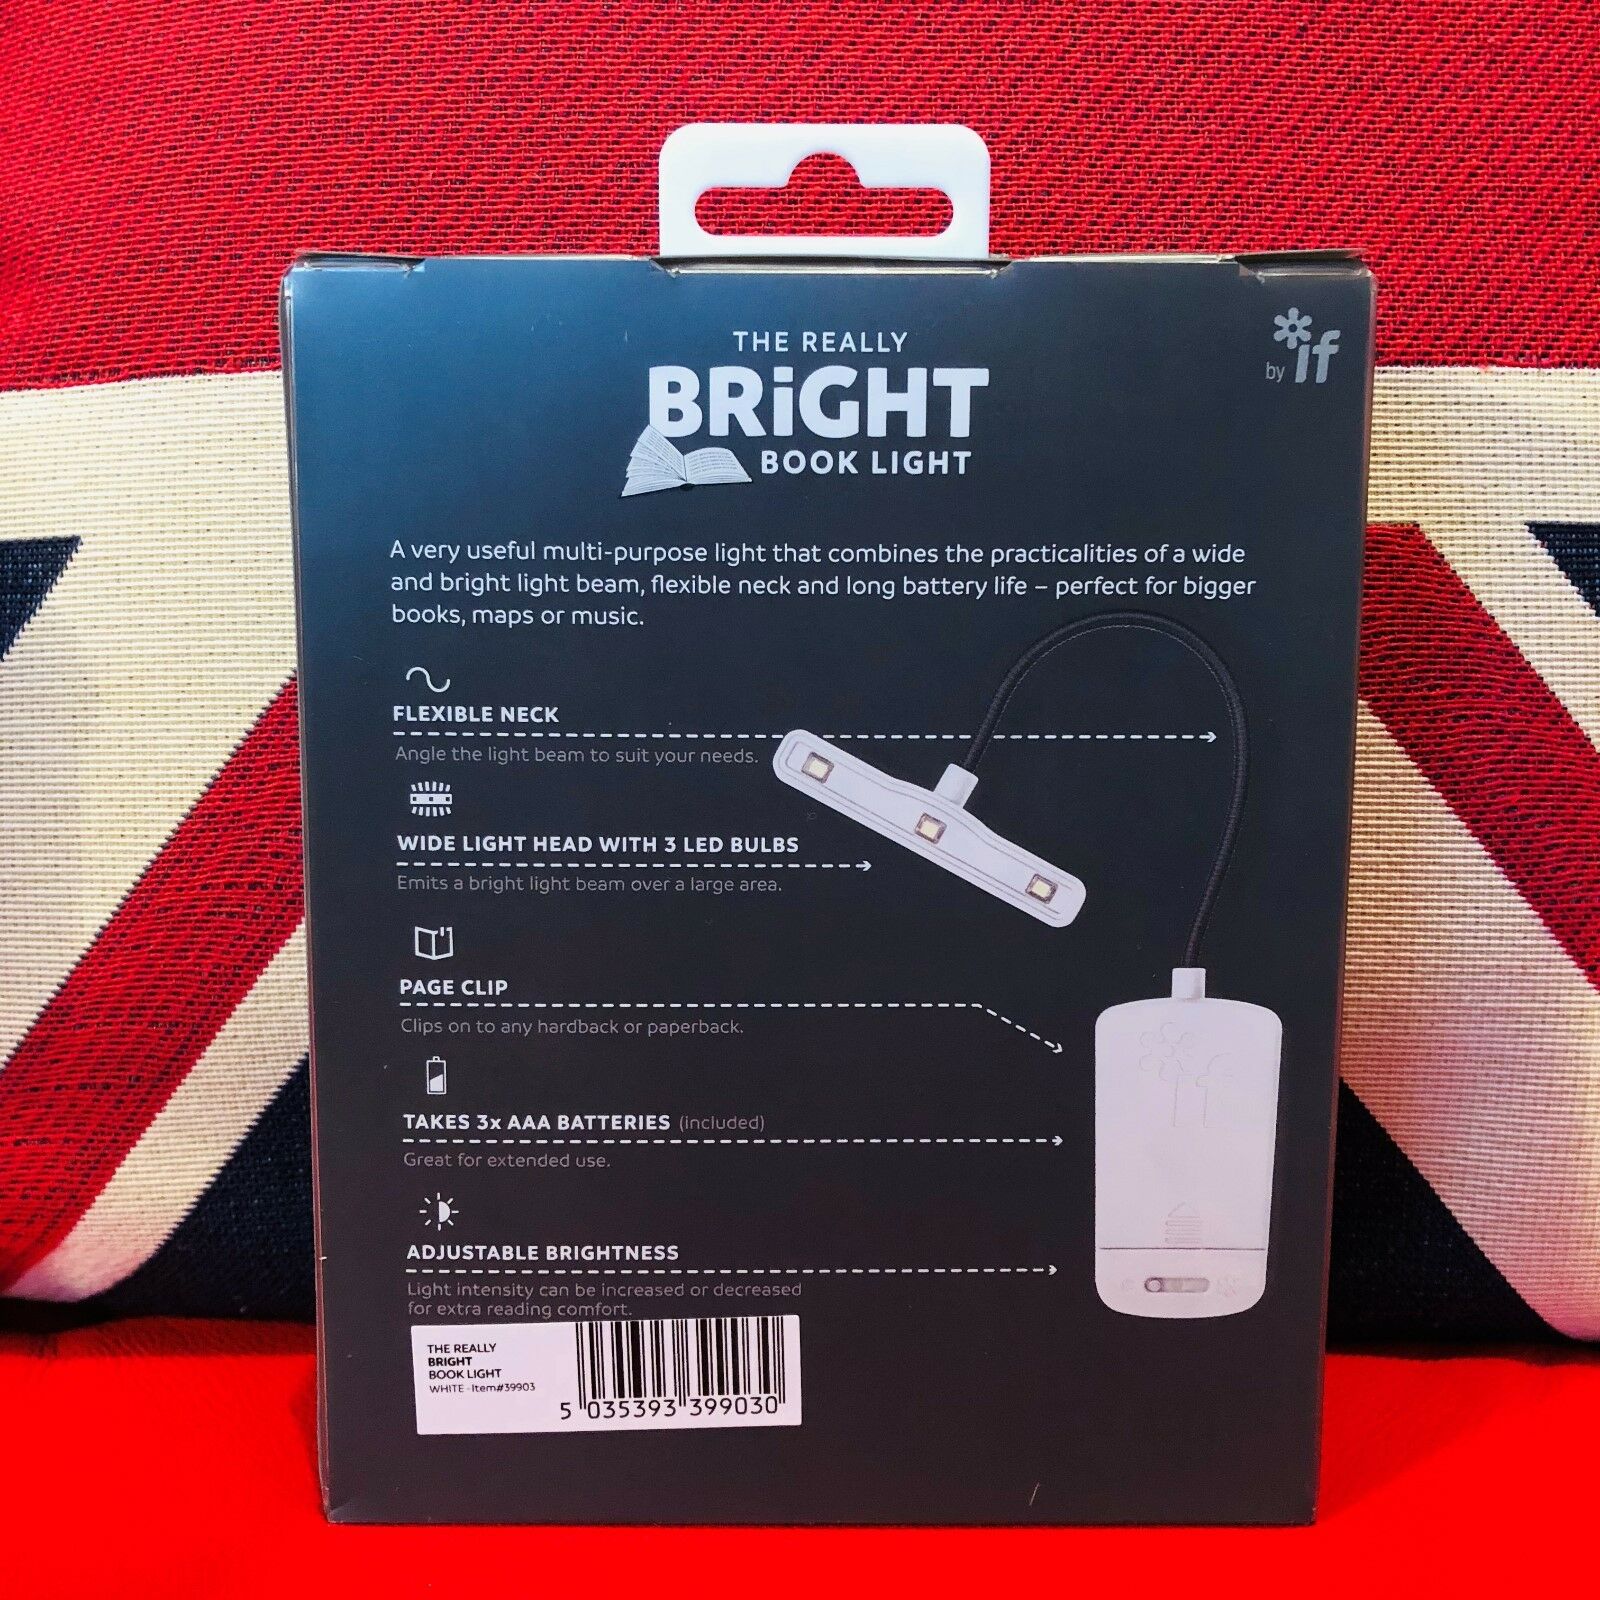 THE REALLY
BRiGHT
BOOK LIGHT
by if
A very useful multi-purpose light that combines the practicalities of a wide
and bright light beam, flexible neck and long battery life – perfect for bigger
books, maps or music.
FLEXIBLE NECK
Angle the light beam to suit your needs.
WIDE LIGHT HEAD WITH 3 LED BULBS
Emits a bright light beam over a large area.
PAGE CLIP
Clips on to any hardback or paperback.
TAKES 3x AAA BATTERIES (included)
Great for extended use.
ADJUSTABLE BRIGHTNESS
Light intensity can be increased or decreased
for extra reading comfort.
THE REALLY
BRIGHT
BOOK LIGHT
WHITE - Item#39903
5 035393 399030
if